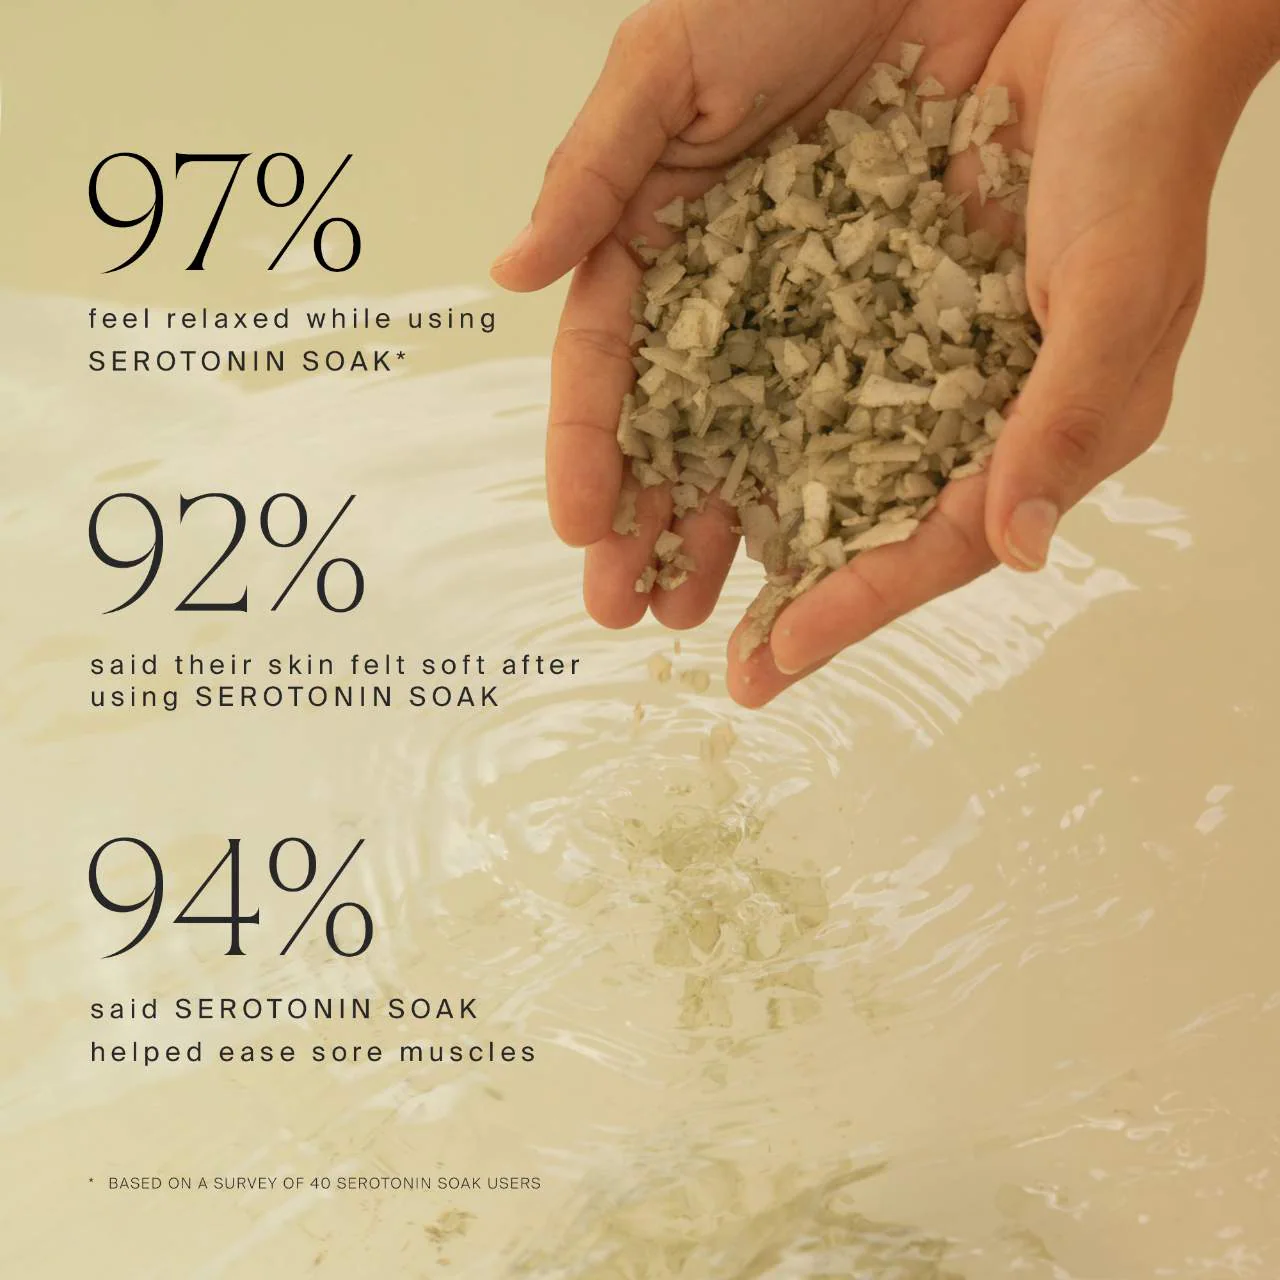 97%
feel relaxed while using
SEROTONIN SOAK*
92%
said their skin felt soft after
using SEROTONIN SOAK
94%
said SEROTONIN SOAK
helped ease sore muscles
* BASED ON A SURVEY OF 40 SEROTONIN SOAK USERS